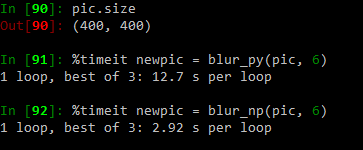 In [90]: pic.size
Out[90]: (400, 400)
In [91]: %timeit newpic = blur_py(pic, 6)
1 loop, best of 3: 12.7 s per loop
In [92]: %timeit newpic = blur_np(pic, 6)
1 loop, best of 3: 2.92 s per loop